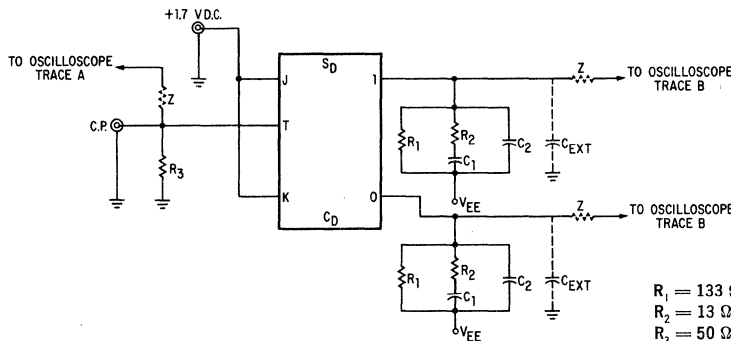 +1.7 V D.C.
TO OSCILLOSCOPE
TRACE A
Z
C.P.
R3
J
SD
1
T
K
CD
0
Z
TO OSCILLOSCOPE
TRACE B
R1
R2
C1
C2
CEXT
VEE
Z
TO OSCILLOSCOPE
TRACE B
R1
R2
C1
C2
CEXT
VEE
R1 = 133
R2 = 13 Ω
R3 = 50